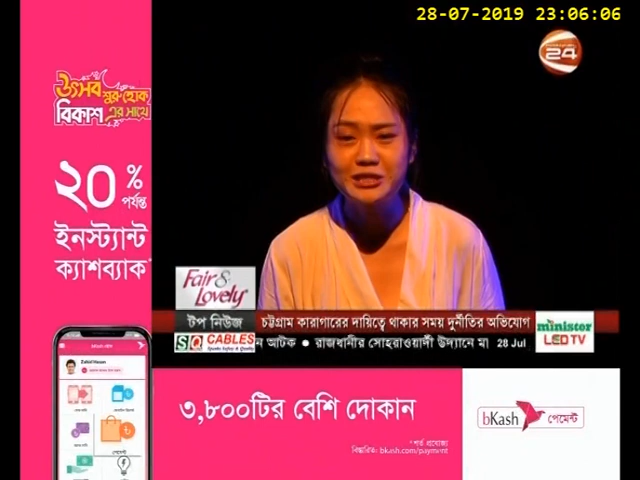 28-07-2019 23:06:06
24
উৎসব
শুরু হোক
বিকাশ
এর সাথে
২০%
পর্যন্ত
ইনস্ট্যান্ট
ক্যাশব্যাক
Fair & Lovely
টপ নিউজ চট্টগ্রাম কারাগারের দায়িত্বে থাকার সময় দুর্নীতির অভিযোগ
minister
LED TV
SQ CABLES
ন আটক ● রাজধানীর সোহরাওয়ার্দী উদ্যানে মা 28 Jul
৩,৮০০টির বেশি দোকান
*শর্ত প্রযোজ্য
বিস্তারিত: bkash.com/payment
bKash পেমেন্ট